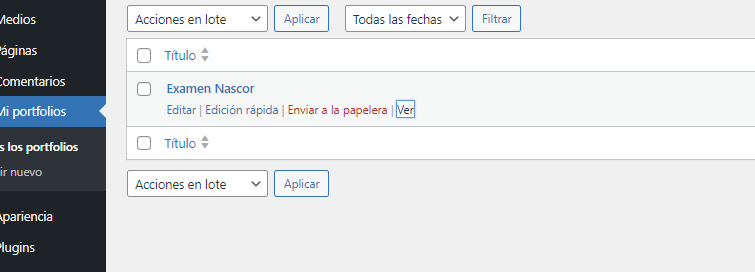 Medios
Páginas
Comentarios
Mi portfolios
s los portfolios
ir nuevo
Apariencia
Plugins
Acciones en lote
Aplicar
Todas las fechas
Filtrar
Título
Examen Nascor
Editar | Edición rápida | Enviar a la papelera | Ver
Título
Acciones en lote
Aplicar